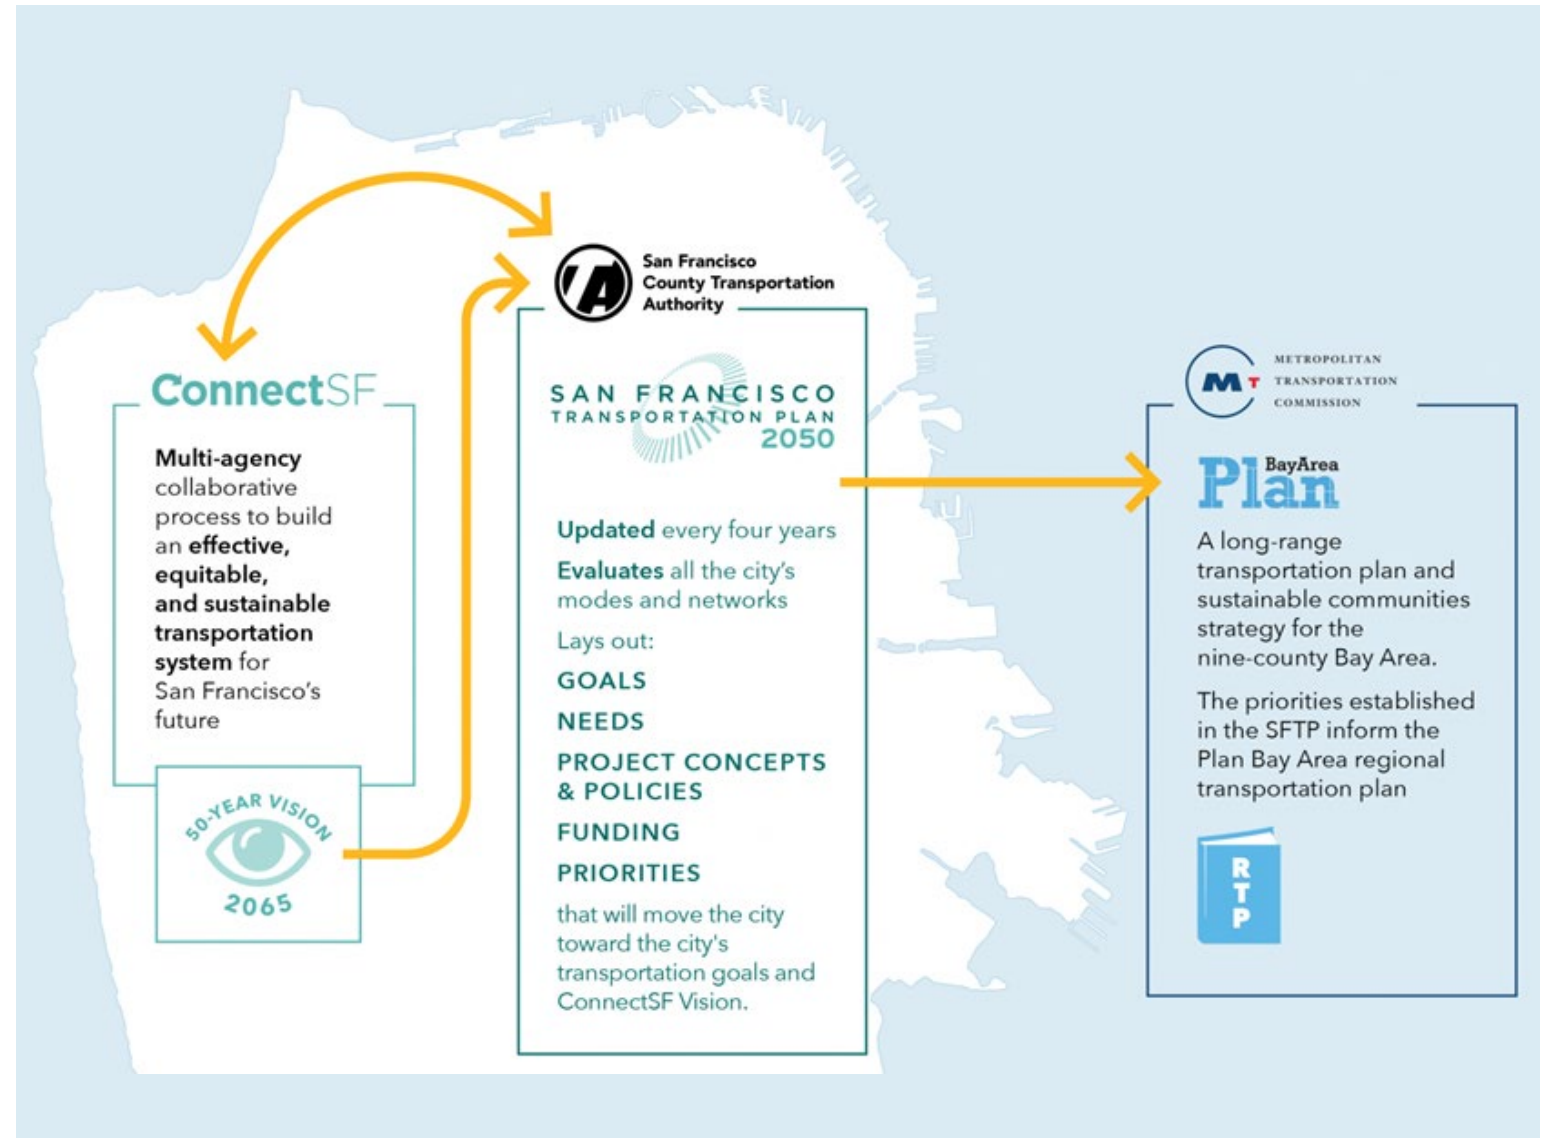 ConnectSF
Multi-agency
collaborative
process to build
an effective,
equitable,
and sustainable
transportation
system for
San Francisco's
future
50-YEAR VISION
2065
TA
San Francisco
County Transportation
Authority
SAN FRANCISCO
TRANSPORTATION PLAN
2050
Updated every four years
Evaluates all the city's
modes and networks
Lays out:
GOALS
NEEDS
PROJECT CONCEPTS
& POLICIES
FUNDING
PRIORITIES
that will move the city
toward the city's
transportation goals and
ConnectSF Vision.
MT
METROPOLITAN
TRANSPORTATION
COMMISSION
Plan BayArea
A long-range
transportation plan and
sustainable communities
strategy for the
nine-county Bay Area.
The priorities established
in the SFTP inform the
Plan Bay Area regional
transportation plan
RTP